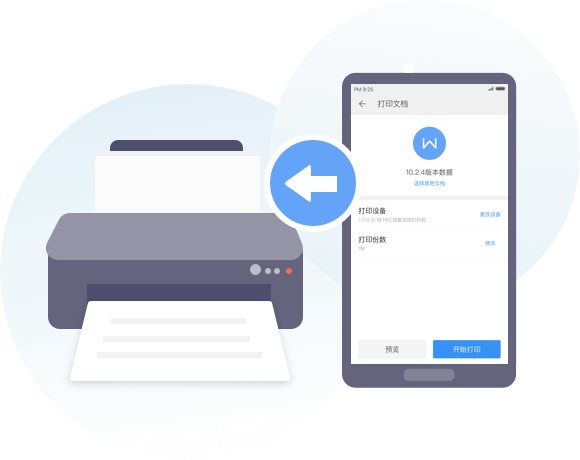 PM 9:25
打印文档
10.2.4版本数据
选择其他文档
打印设备
更改设备
打印份数
修改
1份
预览
开始打印